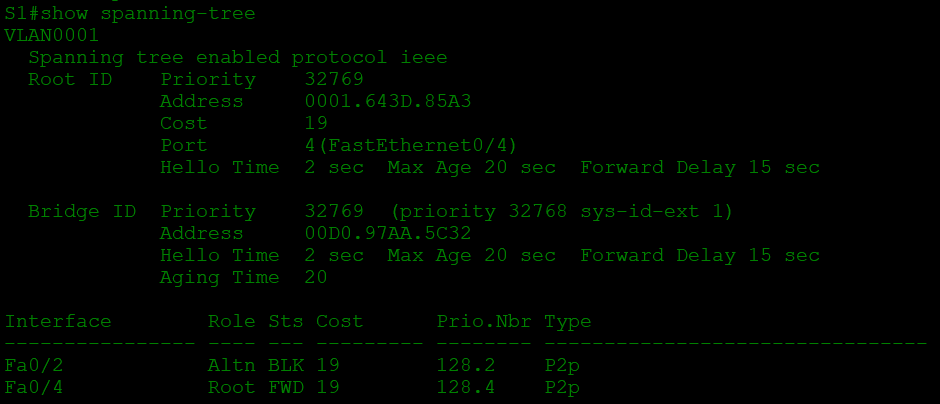 S1#show spanning-tree
VLAN0001
  Spanning tree enabled protocol ieee
  Root ID    Priority    32769
             Address     0001.643D.85A3
             Cost        19
             Port        4(FastEthernet0/4)
             Hello Time  2 sec  Max Age 20 sec  Forward Delay 15 sec

  Bridge ID  Priority    32769  (priority 32768 sys-id-ext 1)
             Address     00D0.97AA.5C32
             Hello Time  2 sec  Max Age 20 sec  Forward Delay 15 sec
             Aging Time  20

Interface        Role Sts Cost      Prio.Nbr Type
---------------- ---- --- --------- -------- --------------------------------
Fa0/2            Altn BLK 19        128.2    P2p
Fa0/4            Root FWD 19        128.4    P2p